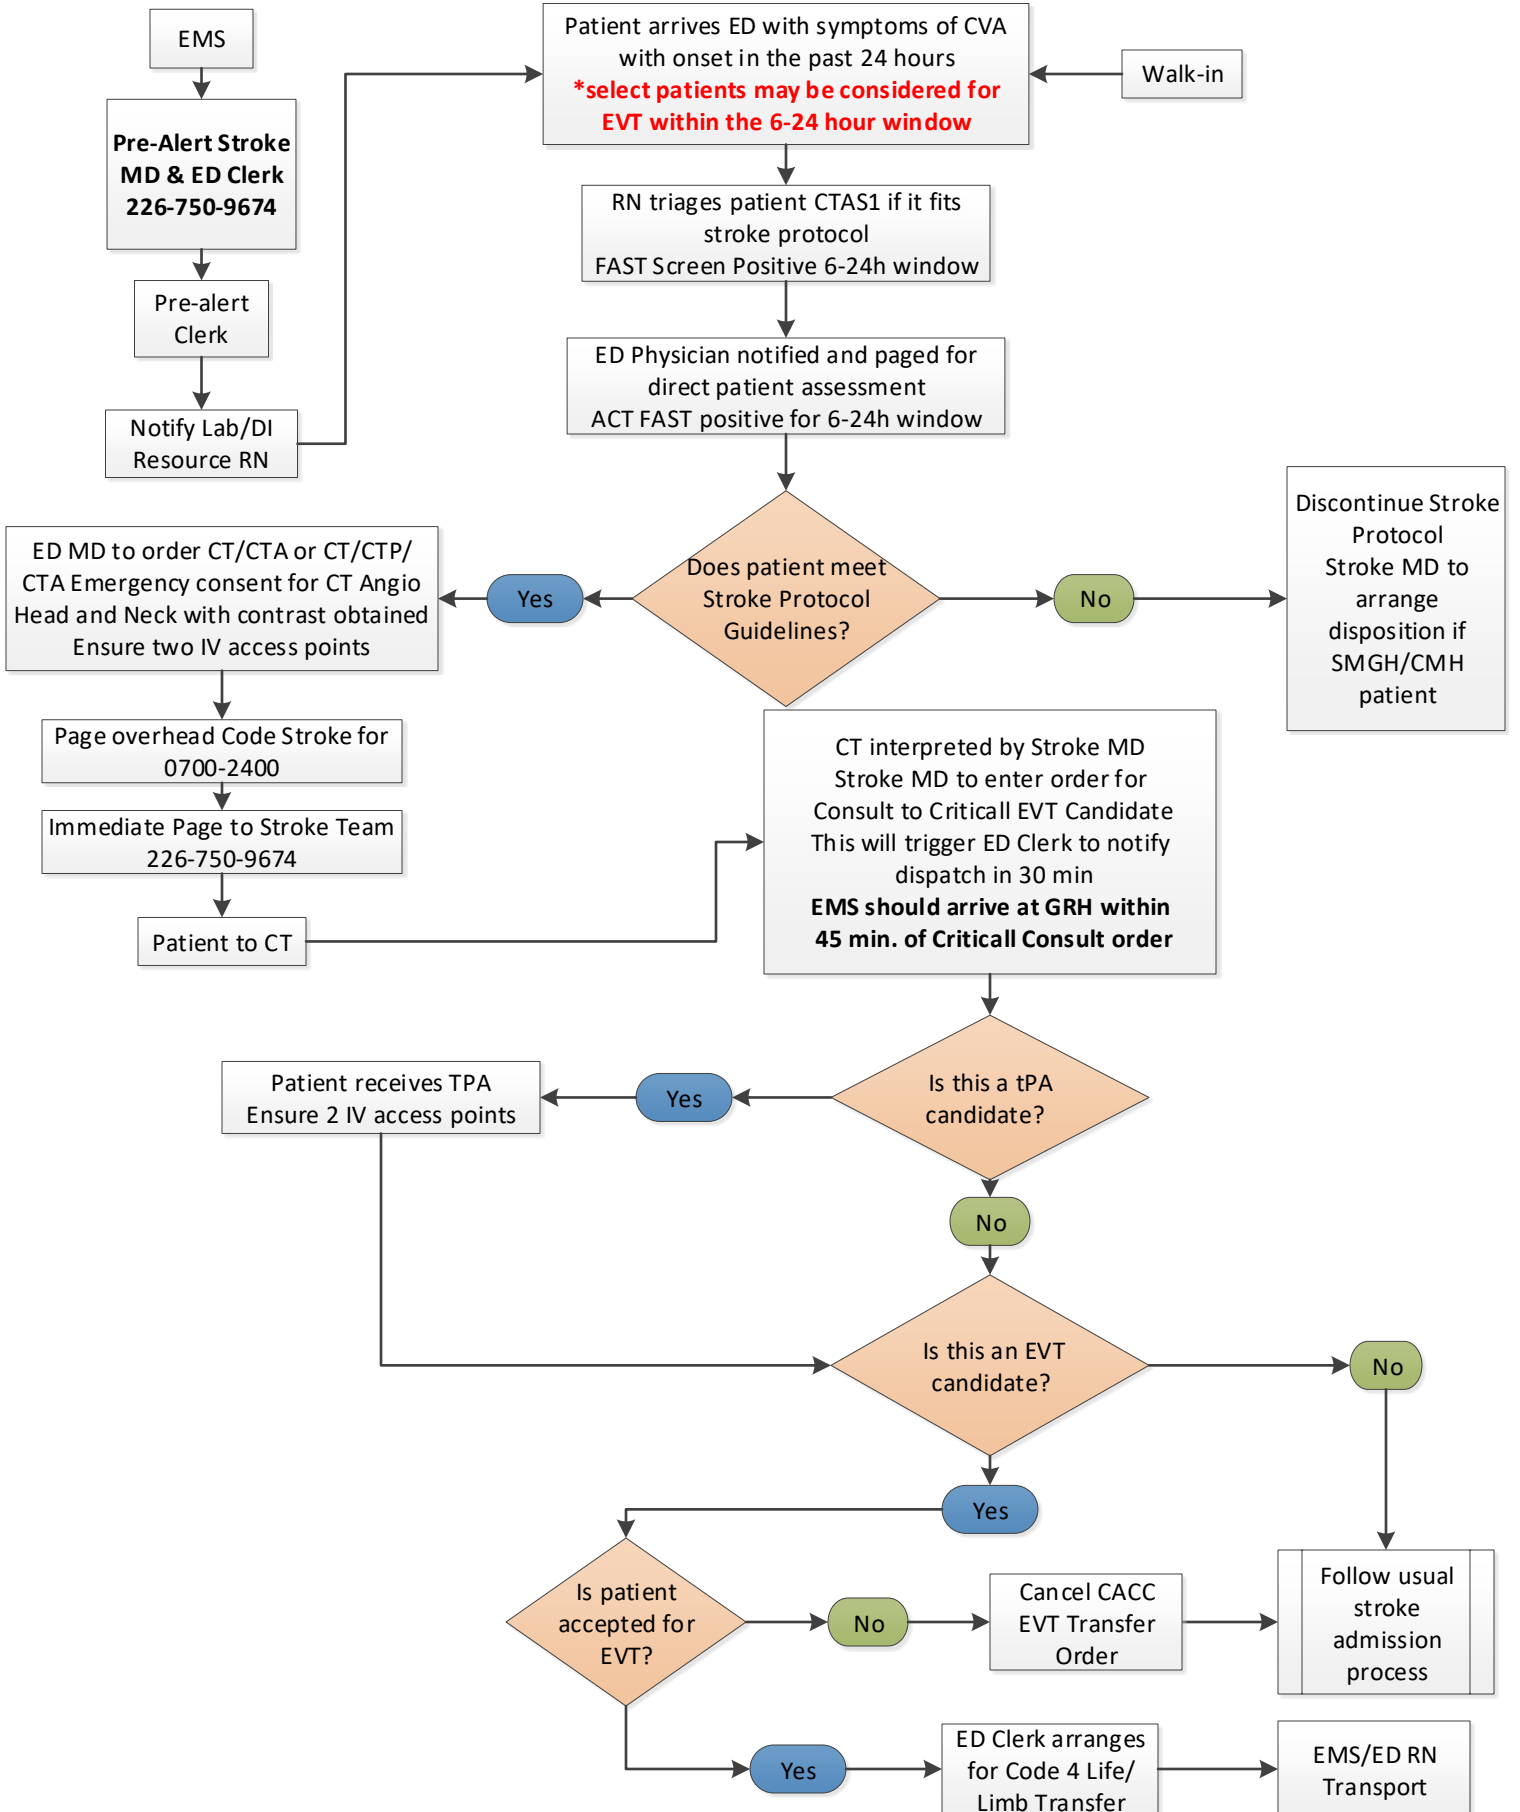 EMS
Pre-Alert Stroke
MD & ED Clerk
226-750-9674
Pre-alert
Clerk
Notify Lab/DI
Resource RN
Patient arrives ED with symptoms of CVA
with onset in the past 24 hours
*select patients may be considered for
EVT within the 6-24 hour window
Walk-in
RN triages patient CTAS1 if it fits
stroke protocol
FAST Screen Positive 6-24h window
ED Physician notified and paged for
direct patient assessment
ACT FAST positive for 6-24h window
Does patient meet
Stroke Protocol
Guidelines?
Yes
No
Discontinue Stroke
Protocol
Stroke MD to
arrange
disposition if
SMGH/CMH
patient
ED MD to order CT/CTA or CT/CTP/
CTA Emergency consent for CT Angio
Head and Neck with contrast obtained
Ensure two IV access points
Page overhead Code Stroke for
0700-2400
Immediate Page to Stroke Team
226-750-9674
Patient to CT
CT interpreted by Stroke MD
Stroke MD to enter order for
Consult to Criticall EVT Candidate
This will trigger ED Clerk to notify
dispatch in 30 min
EMS should arrive at GRH within
45 min. of Criticall Consult order
Is this a tPA
candidate?
Yes
Patient receives TPA
Ensure 2 IV access points
No
Is this an EVT
candidate?
No
Yes
Is patient
accepted for
EVT?
No
Cancel CACC
EVT Transfer
Order
Follow usual
stroke
admission
process
Yes
ED Clerk arranges
for Code 4 Life/
Limb Transfer
EMS/ED RN
Transport